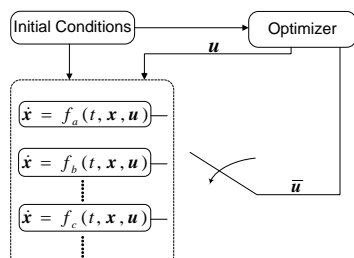 Initial Conditions
Optimizer
u
ẋ = f_a(t, x, u)
ẋ = f_b(t, x, u)
ẋ = f_c(t, x, u)
ū